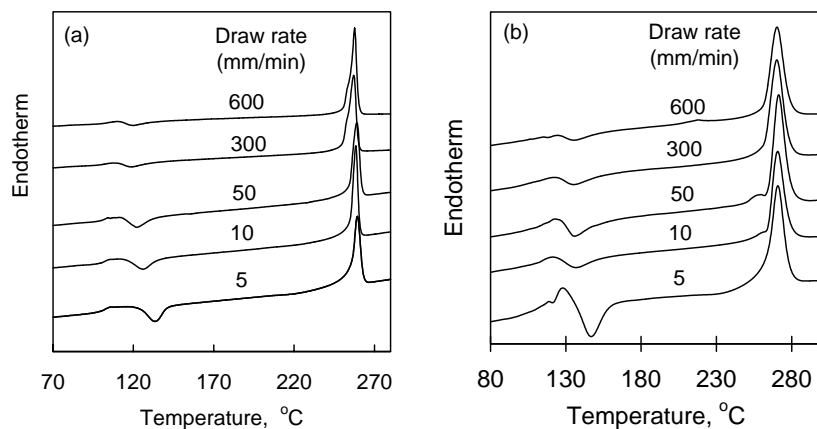 (a)
Draw rate
(mm/min)
600
300
50
10
5
Endotherm
70 120 170 220 270
Temperature, °C
(b)
Draw rate
(mm/min)
600
300
50
10
5
Endotherm
80 130 180 230 280
Temperature, °C